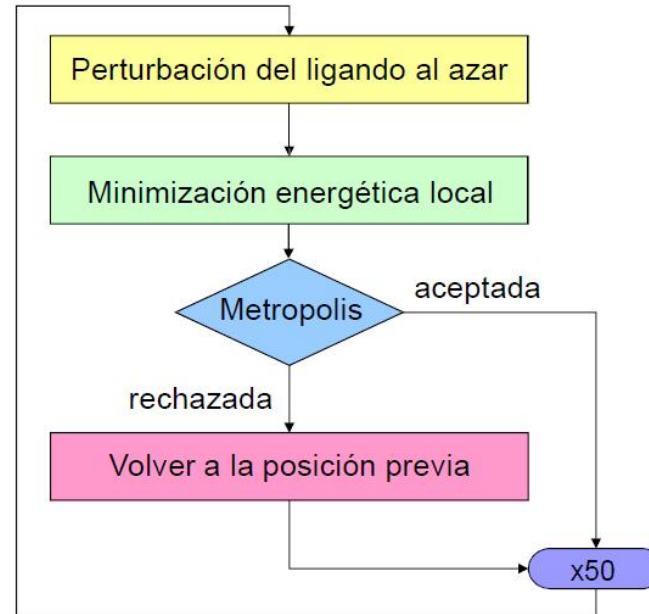 Perturbación del ligando al azar
Minimización energética local
Metropolis
aceptada
rechazada
Volver a la posición previa
x50